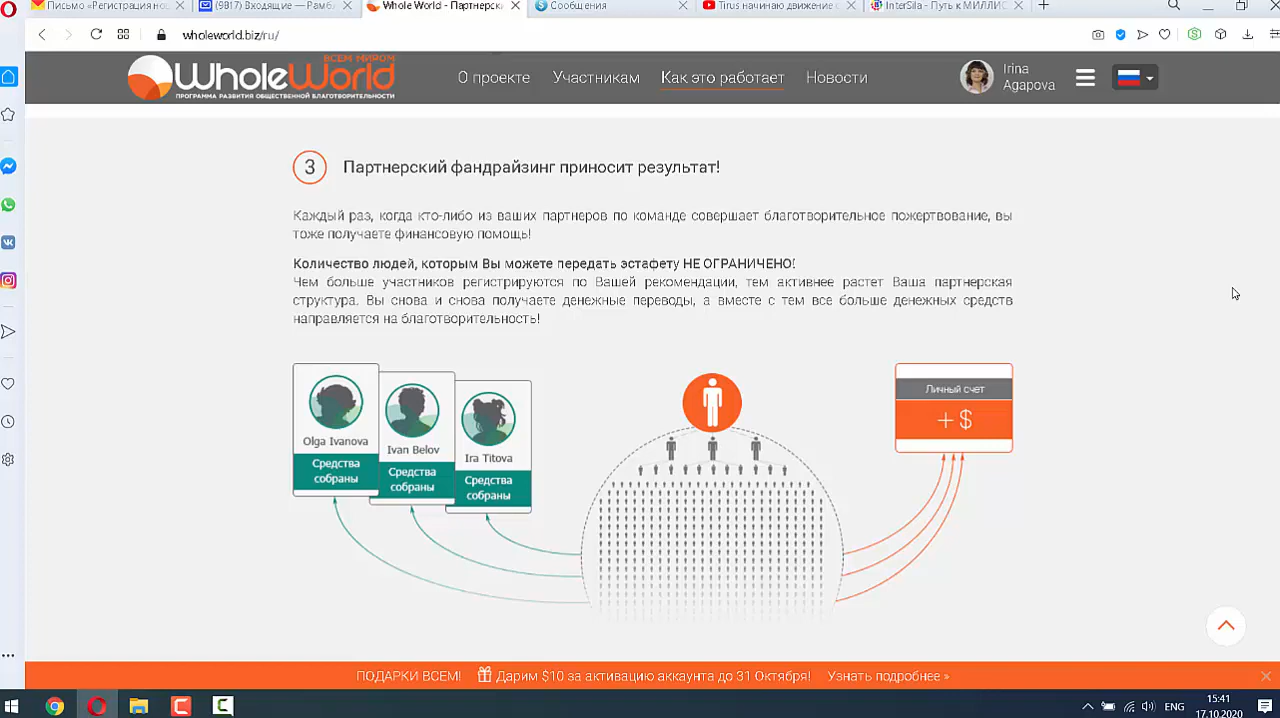 Письмо «Регистрация нов
(9817) Входящие — Рамбл
Whole World - Партнерска
Сообщения
Tirus начинаю движение с
InterSila - Путь к МИЛЛИС
wholeworld.biz/ru/
ВСЕМ МИРОМ
WholeWorld
ПРОГРАММА РАЗВИТИЯ ОБЩЕСТВЕННОЙ БЛАГОТВОРИТЕЛЬНОСТИ
О проекте
Участникам
Как это работает
Новости
Irina
Agapova
3
Партнерский фандрайзинг приносит результат!
Каждый раз, когда кто-либо из ваших партнеров по команде совершает благотворительное пожертвование, вы
тоже получаете финансовую помощь!
Количество людей, которым Вы можете передать эстафету НЕ ОГРАНИЧЕНО!
Чем больше участников регистрируются по Вашей рекомендации, тем активнее растет Ваша партнерская
структура. Вы снова и снова получаете денежные переводы, а вместе с тем все больше денежных средств
направляется на благотворительность!
Olga Ivanova
Средства
собраны
Ivan Belov
Средства
собраны
Ira Titova
Средства
собраны
Личный счет
+ $
ПОДАРКИ ВСЕМ!
Дарим $10 за активацию аккаунта до 31 Октября!
Узнать подробнее »
ENG
15:41
17.10.2020